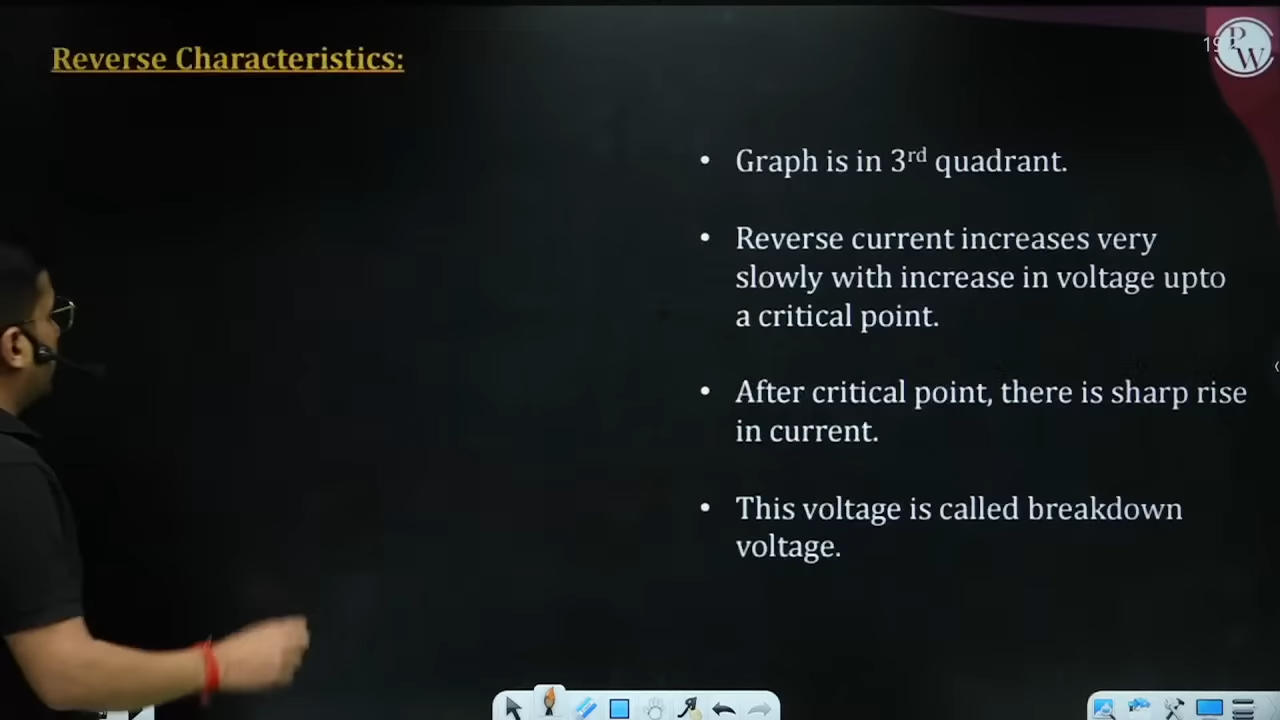 Reverse Characteristics:
• Graph is in 3rd quadrant.
• Reverse current increases very
slowly with increase in voltage upto
a critical point.
• After critical point, there is sharp rise
in current.
• This voltage is called breakdown
voltage.
PW